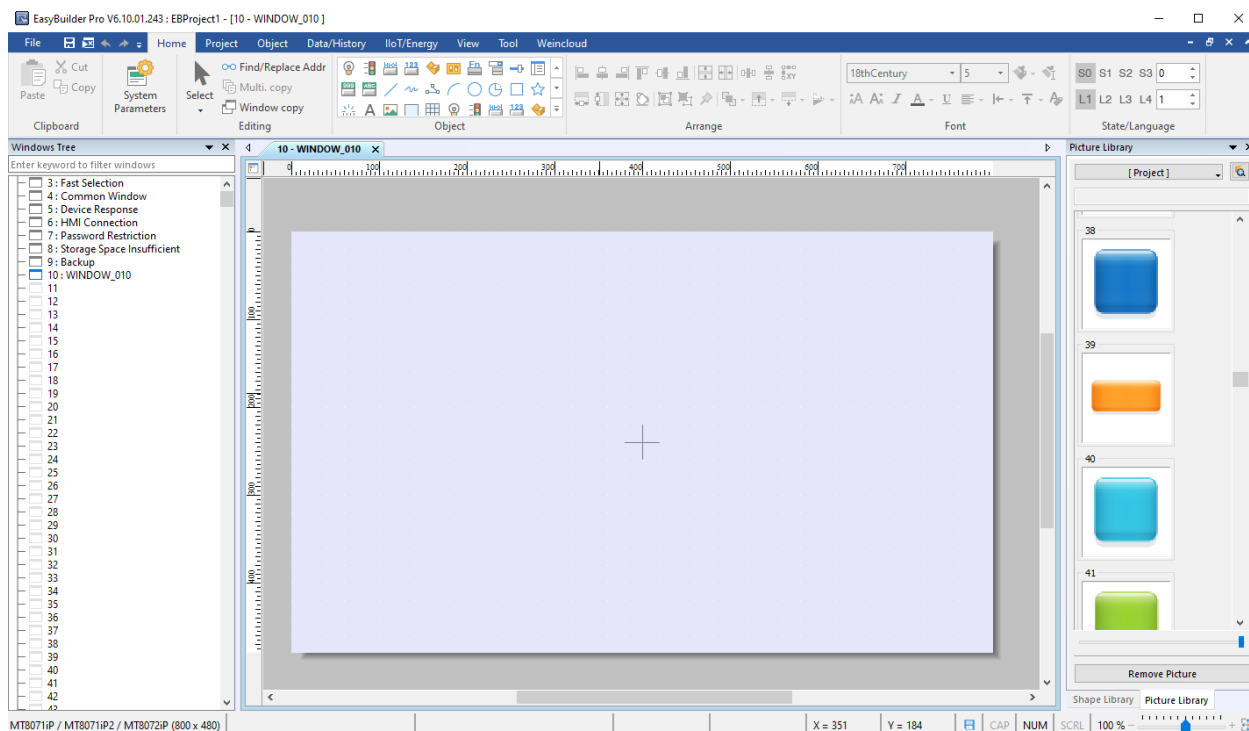 EasyBuilder Pro V6.10.01.243 : EBProject1 - [10 - WINDOW_010 ]
File Home Project Object Data/History IIoT/Energy View Tool Weincloud
Paste
Cut
Copy
Clipboard
System
Parameters
Select
Find/Replace Addr
Multi. copy
Window copy
Editing
Object
Arrange
18thCentury 5
Font
S0 S1 S2 S3 0
L1 L2 L3 L4 1
State/Language
Windows Tree
Enter keyword to filter windows
3 : Fast Selection
4 : Common Window
5 : Device Response
6 : HMI Connection
7 : Password Restriction
8 : Storage Space Insufficient
9 : Backup
10 : WINDOW_010
11
12
13
14
15
16
17
18
19
20
21
22
23
24
25
26
27
28
29
30
31
32
33
34
35
36
37
38
39
40
41
42
43
10 - WINDOW_010
0 100 200 300 400 500 600 700
0
100
200
300
400
Picture Library
[ Project ]
38
39
40
41
Remove Picture
Shape Library Picture Library
MT8071iP / MT8071iP2 / MT8072iP (800 x 480) X = 351 Y = 184 CAP NUM SCRL 100 %